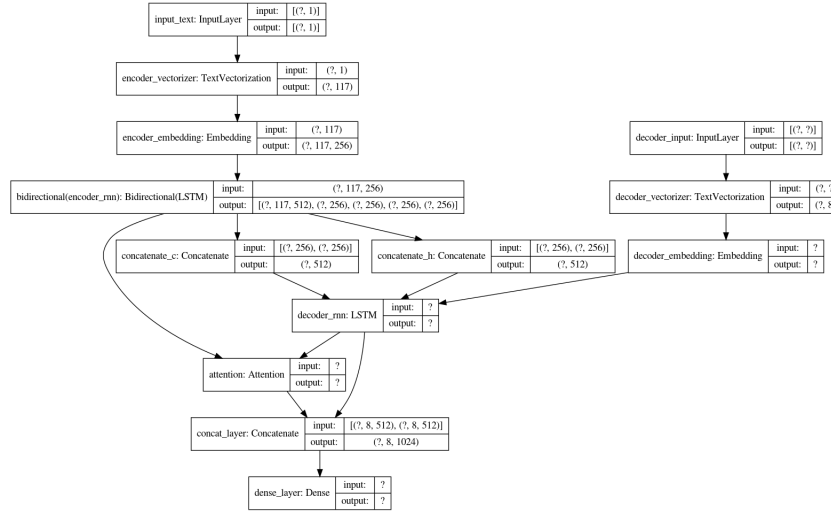 input_text: InputLayer
input: [(?, 1)]
output: [(?, 1)]
encoder_vectorizer: TextVectorization
input: (?, 1)
output: (?, 117)
encoder_embedding: Embedding
input: (?, 117)
output: (?, 117, 256)
decoder_input: InputLayer
input: [(?, ?)]
output: [(?, ?)]
bidirectional(encoder_rnn): Bidirectional(LSTM)
input: (?, 117, 256)
output: [(?, 117, 512), (?, 256), (?, 256), (?, 256), (?, 256)]
decoder_vectorizer: TextVectorization
input: (?, ?
output: (?, 8
concatenate_c: Concatenate
input: [(?, 256), (?, 256)]
output: (?, 512)
concatenate_h: Concatenate
input: [(?, 256), (?, 256)]
output: (?, 512)
decoder_embedding: Embedding
input: ?
output: ?
decoder_rnn: LSTM
input: ?
output: ?
attention: Attention
input: ?
output: ?
concat_layer: Concatenate
input: [(?, 8, 512), (?, 8, 512)]
output: (?, 8, 1024)
dense_layer: Dense
input: ?
output: ?